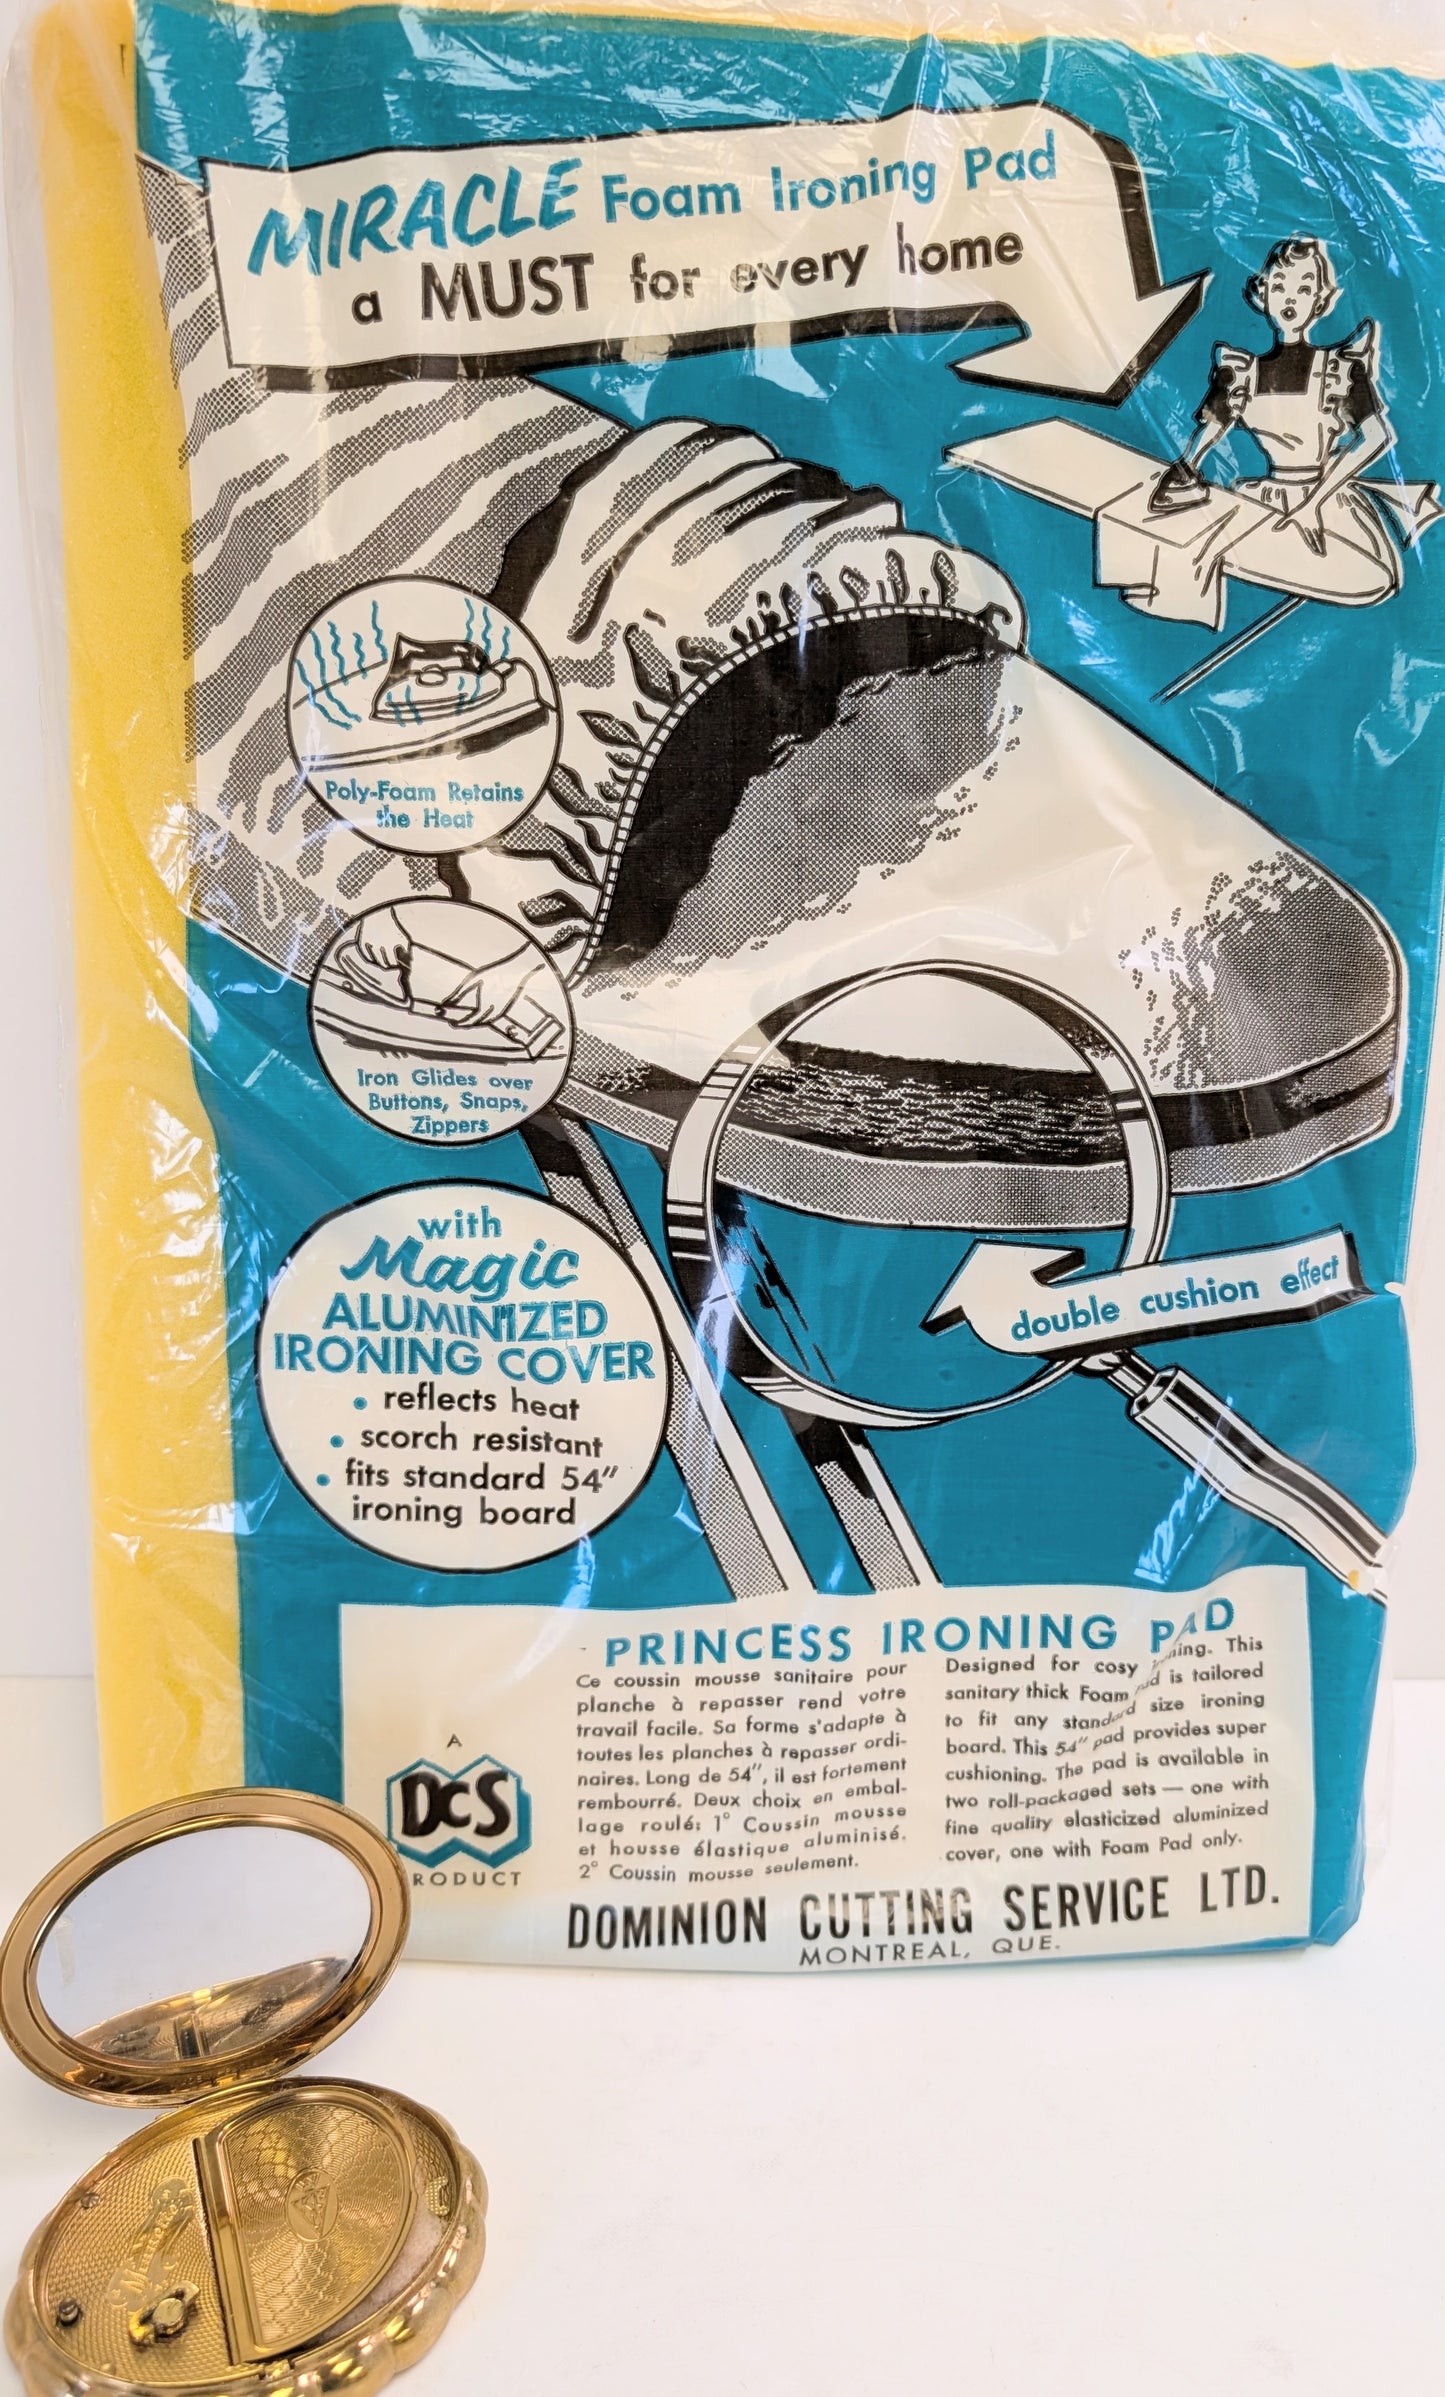 MIRACLE Foam Ironing Pad
a MUST for every home
Poly-Foam Retains
the Heat
Iron Glides over
Buttons, Snaps,
Zippers
with
Magic
ALUMINIZED
IRONING COVER
• reflects heat
• scorch resistant
• fits standard 54"
ironing board
double cushion effect
PRINCESS IRONING PAD
Ce coussin mousse sanitaire pour
planche à repasser rend votre
travail facile. Sa forme s'adapte à
toutes les planches à repasser ordi-
naires. Long de 54", il est fortement
rembourré. Deux choix en embal-
lage roulé: 1° Coussin mousse
et housse élastique aluminisé.
2° Coussin mousse seulement.
Designed for cosy ironing. This
sanitary thick Foam pad is tailored
to fit any standard size ironing
board. This 54" pad provides super
cushioning. The pad is available in
two roll-packaged sets — one with
fine quality elasticized aluminized
cover, one with Foam Pad only.
A
DCS
RODUCT
DOMINION CUTTING SERVICE LTD.
MONTREAL, QUE.